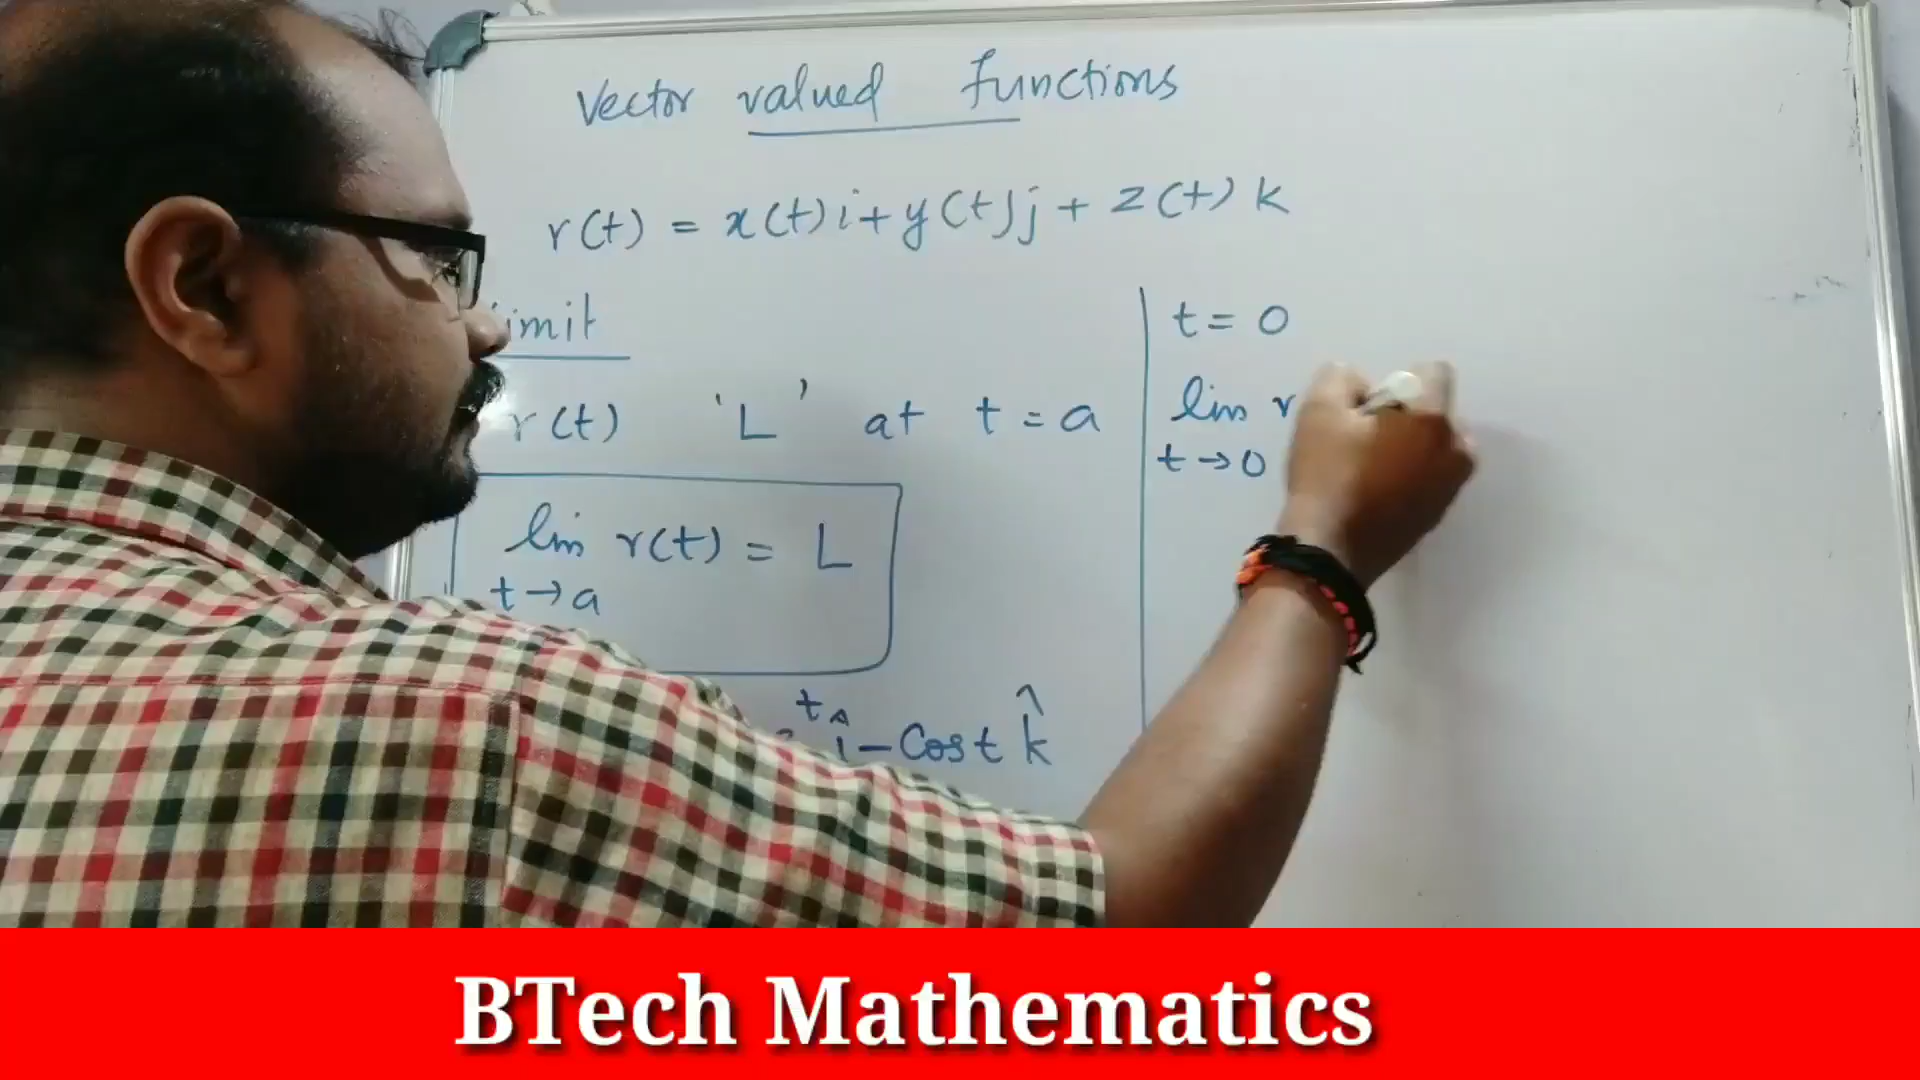 Vector valued functions
r(t) = x(t)i+y(t)j+z(t)k
imit
r(t) 'L' at t=a
lim r(t) = L
t→a
t
î-Cost k̂
t=0
lim r
t→0
BTech Mathematics